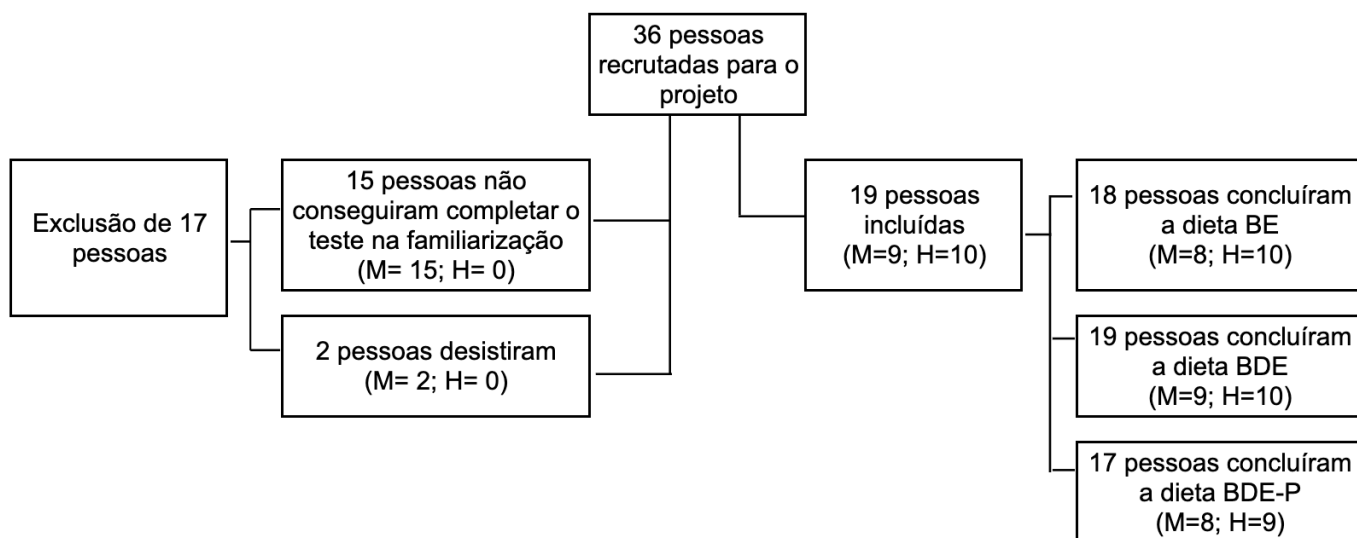 36 pessoas
recrutadas para o
projeto
Exclusão de 17
pessoas
15 pessoas não
conseguiram completar o
teste na familiarização
(M= 15; H= 0)
2 pessoas desistiram
(M= 2; H= 0)
19 pessoas
incluídas
(M=9; H=10)
18 pessoas concluíram
a dieta BE
(M=8; H=10)
19 pessoas concluíram
a dieta BDE
(M=9; H=10)
17 pessoas concluíram
a dieta BDE-P
(M=8; H=9)